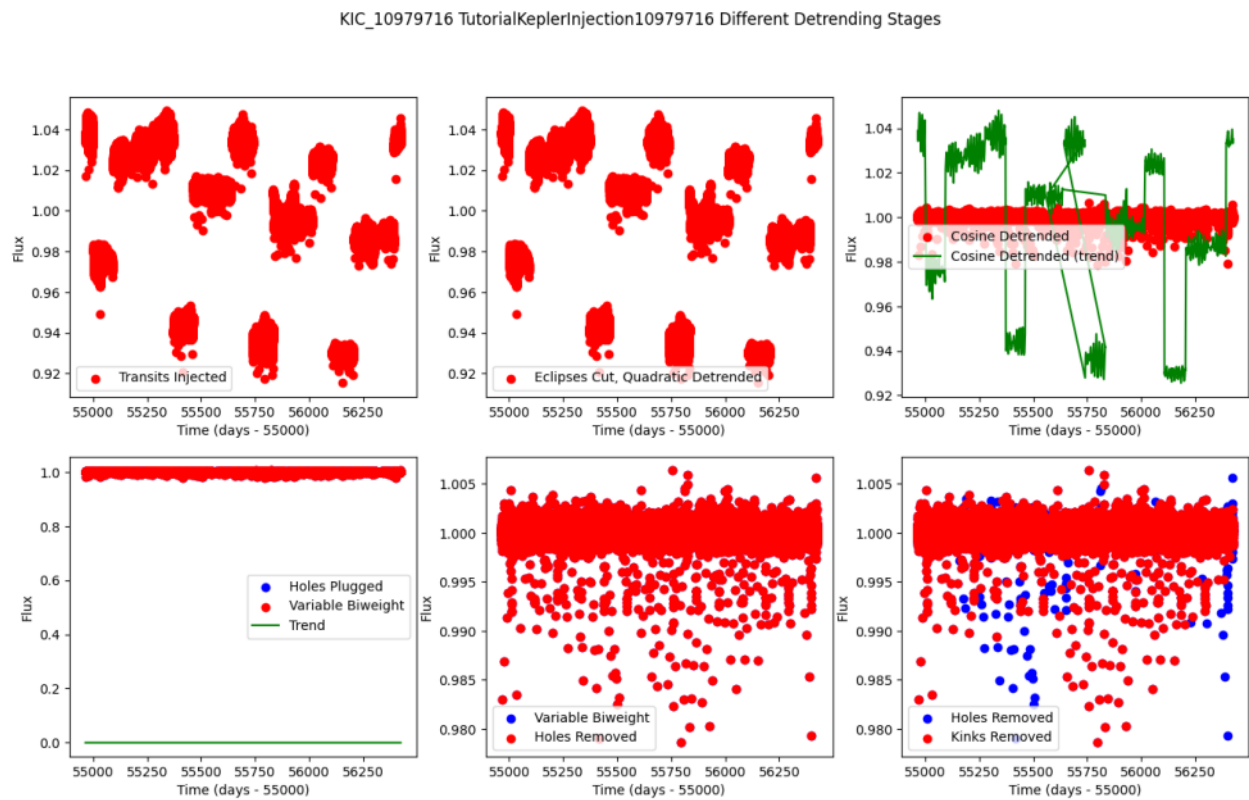 KIC_10979716 TutorialKeplerInjection10979716 Different Detrending Stages
Flux
1.04
1.02
1.00
0.98
0.96
0.94
0.92
Transits Injected
55000 55250 55500 55750 56000 56250
Time (days - 55000)
Flux
1.04
1.02
1.00
0.98
0.96
0.94
0.92
Eclipses Cut, Quadratic Detrended
55000 55250 55500 55750 56000 56250
Time (days - 55000)
Flux
1.04
1.02
1.00
0.98
0.96
0.94
0.92
Cosine Detrended
Cosine Detrended (trend)
55000 55250 55500 55750 56000 56250
Time (days - 55000)
Flux
1.0
0.8
0.6
0.4
0.2
0.0
Holes Plugged
Variable Biweight
Trend
55000 55250 55500 55750 56000 56250
Time (days - 55000)
Flux
1.005
1.000
0.995
0.990
0.985
0.980
Variable Biweight
Holes Removed
55000 55250 55500 55750 56000 56250
Time (days - 55000)
Flux
1.005
1.000
0.995
0.990
0.985
0.980
Holes Removed
Kinks Removed
55000 55250 55500 55750 56000 56250
Time (days - 55000)